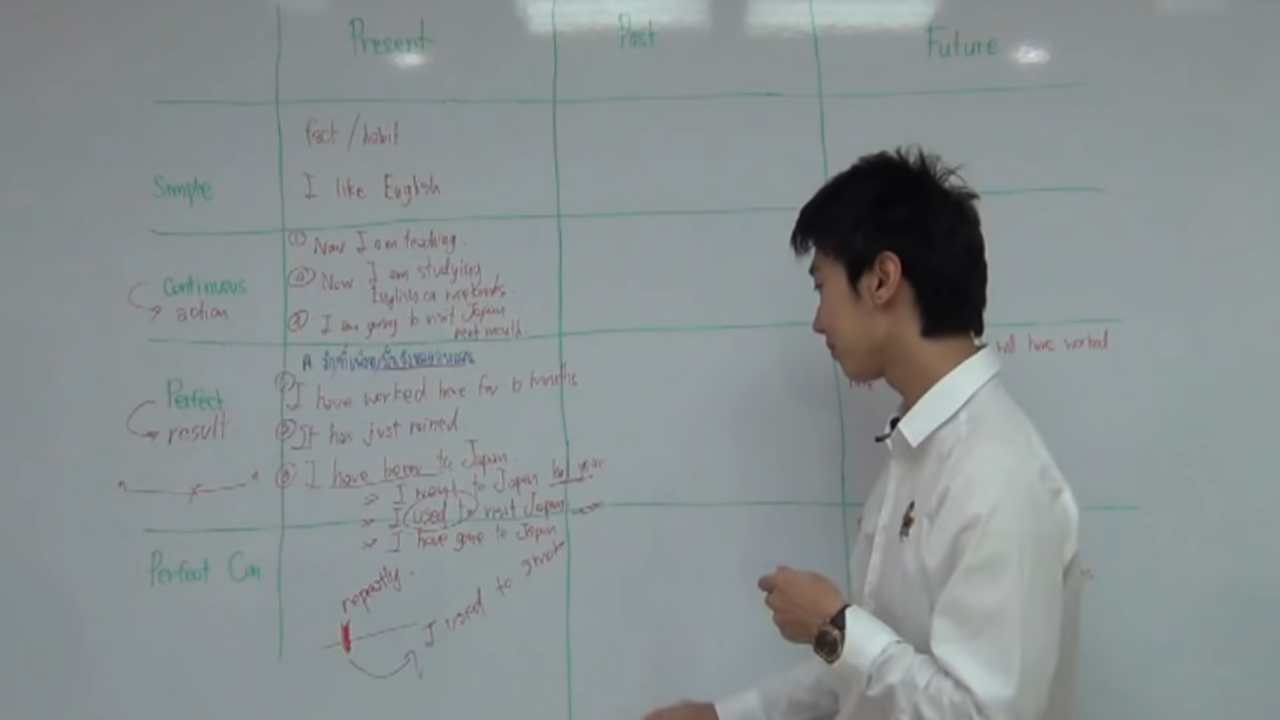 Present
Past
Future
fact / habit
Simple
I like English
① Now I am teaching.
② Now I am studying
English on weekends.
Continuous
action
③ I am going to visit Japan
next month
will have worked
A.
Perfect
result
① I have worked here for 6 months
② It has just rained
③ I have been to Japan
⇒ I went to Japan last year
⇒ I used to visit Japan
⇒ I have gone to Japan
Perfect Con
I used to